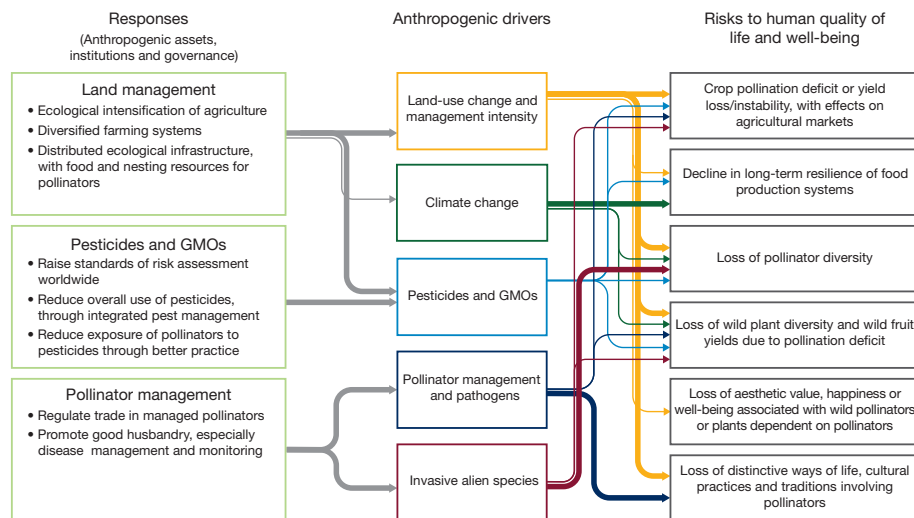 Responses
(Anthropogenic assets,
institutions and governance)
Land management
• Ecological intensification of agriculture
• Diversified farming systems
• Distributed ecological infrastructure,
with food and nesting resources for
pollinators
Pesticides and GMOs
• Raise standards of risk assessment
worldwide
• Reduce overall use of pesticides,
through integrated pest management
• Reduce exposure of pollinators to
pesticides through better practice
Pollinator management
• Regulate trade in managed pollinators
• Promote good husbandry, especially
disease management and monitoring
Anthropogenic drivers
Land-use change and
management intensity
Climate change
Pesticides and GMOs
Pollinator management
and pathogens
Invasive alien species
Risks to human quality of
life and well-being
Crop pollination deficit or yield
loss/instability, with effects on
agricultural markets
Decline in long-term resilience of food
production systems
Loss of pollinator diversity
Loss of wild plant diversity and wild fruit
yields due to pollination deficit
Loss of aesthetic value, happiness or
well-being associated with wild pollinators
or plants dependent on pollinators
Loss of distinctive ways of life, cultural
practices and traditions involving
pollinators